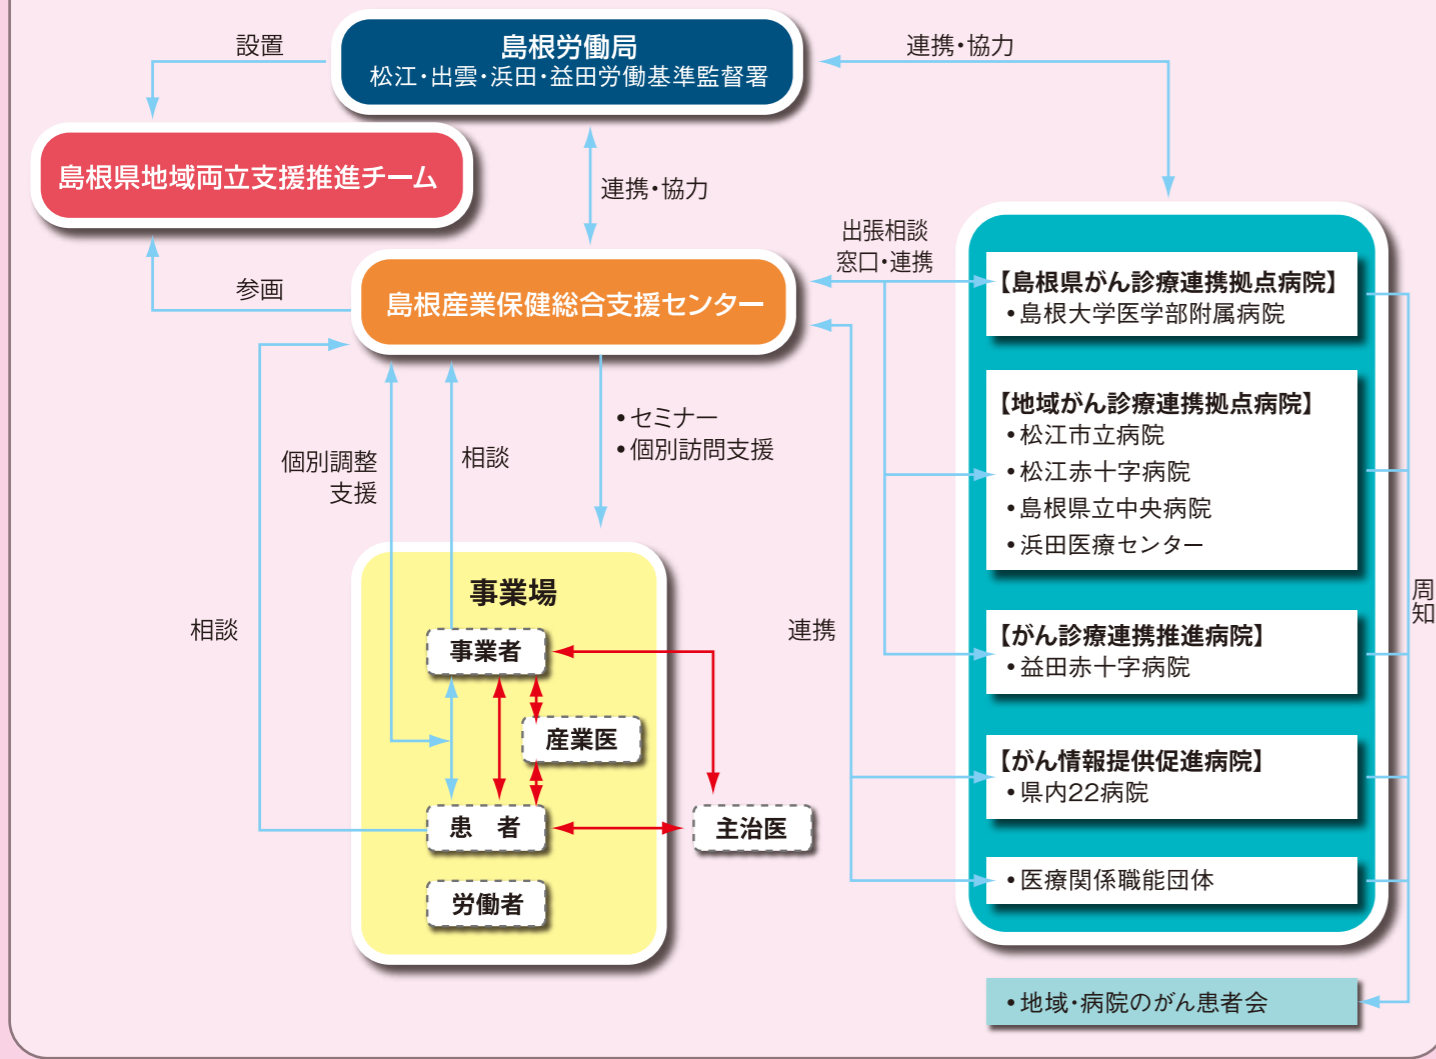 設置
島根労働局
松江・出雲・浜田・益田労働基準監督署
連携・協力
島根県地域両立支援推進チーム
連携・協力
参画
島根産業保健総合支援センター
出張相談
窓口・連携
【島根県がん診療連携拠点病院】
•島根大学医学部附属病院
【地域がん診療連携拠点病院】
•松江市立病院
•松江赤十字病院
•島根県立中央病院
•浜田医療センター
•セミナー
•個別訪問支援
個別調整
支援
相談
相談
事業場
事業者
産業医
患　者
主治医
労働者
連携
【がん診療連携推進病院】
•益田赤十字病院
周知
【がん情報提供促進病院】
•県内22病院
•医療関係職能団体
•地域・病院のがん患者会